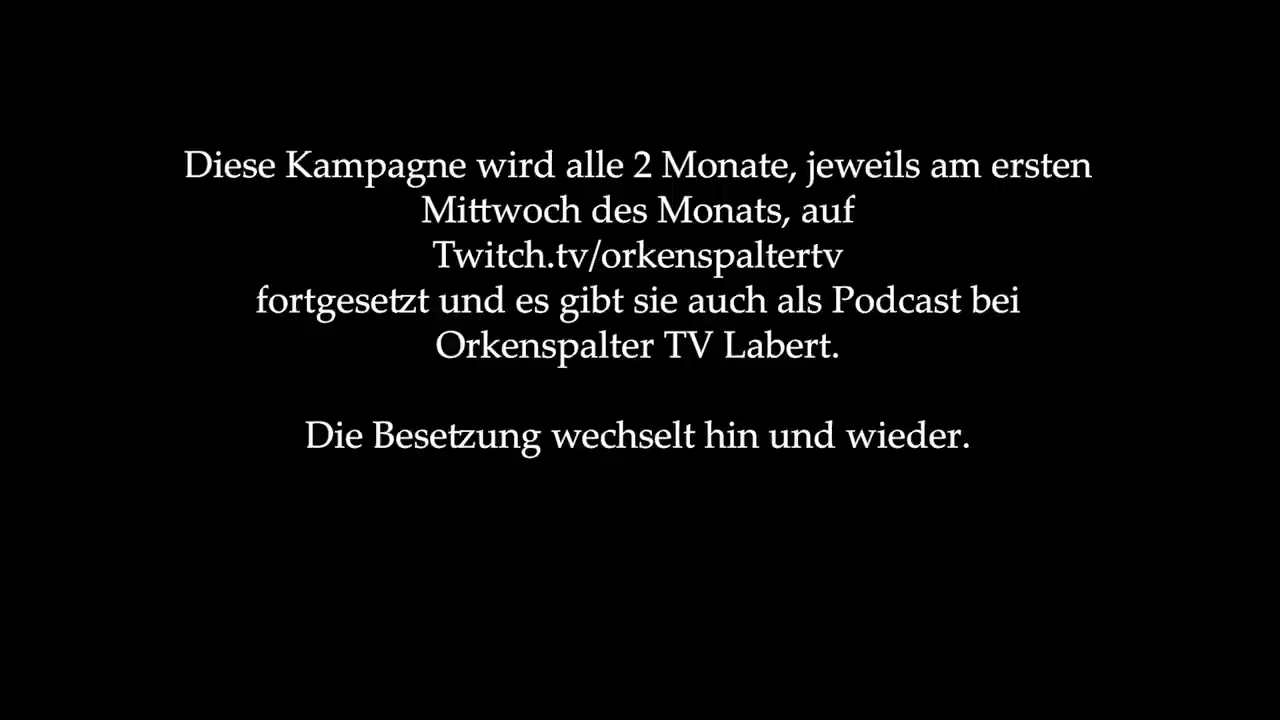 Diese Kampagne wird alle 2 Monate, jeweils am ersten
Mittwoch des Monats, auf
Twitch.tv/orkenspaltertv
fortgesetzt und es gibt sie auch als Podcast bei
Orkenspalter TV Labert.
Die Besetzung wechselt hin und wieder.